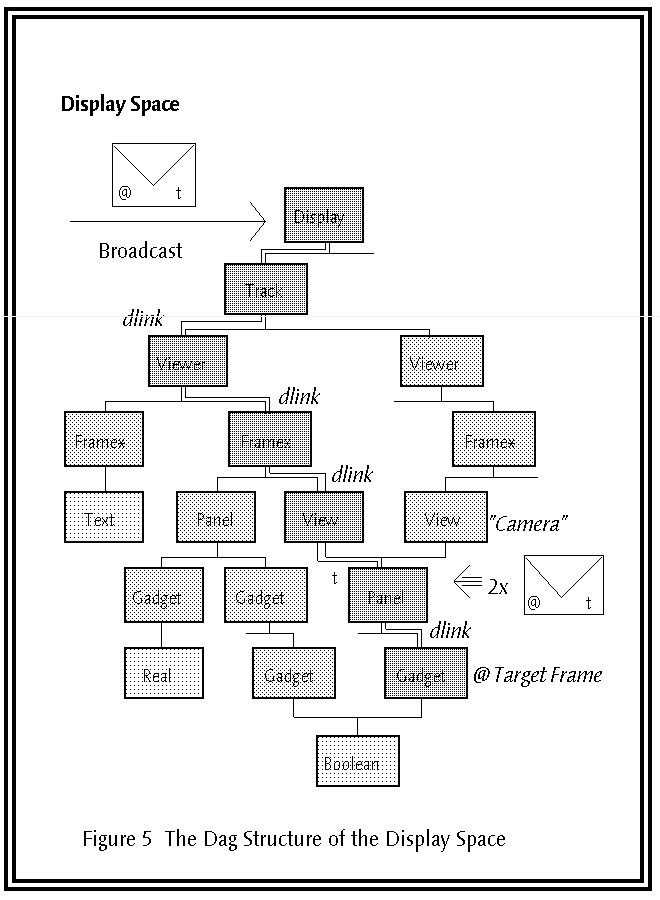 Display Space
@ t
Broadcast
Display
Track
dlink
Viewer
Viewer
dlink
Framex
Framex
Framex
dlink
Text
Panel
View
View
"Camera"
t
Gadget
Gadget
Panel
2x
@ t
dlink
Real
Gadget
Gadget
@ Target Frame
Boolean
Figure 5 The Dag Structure of the Display Space